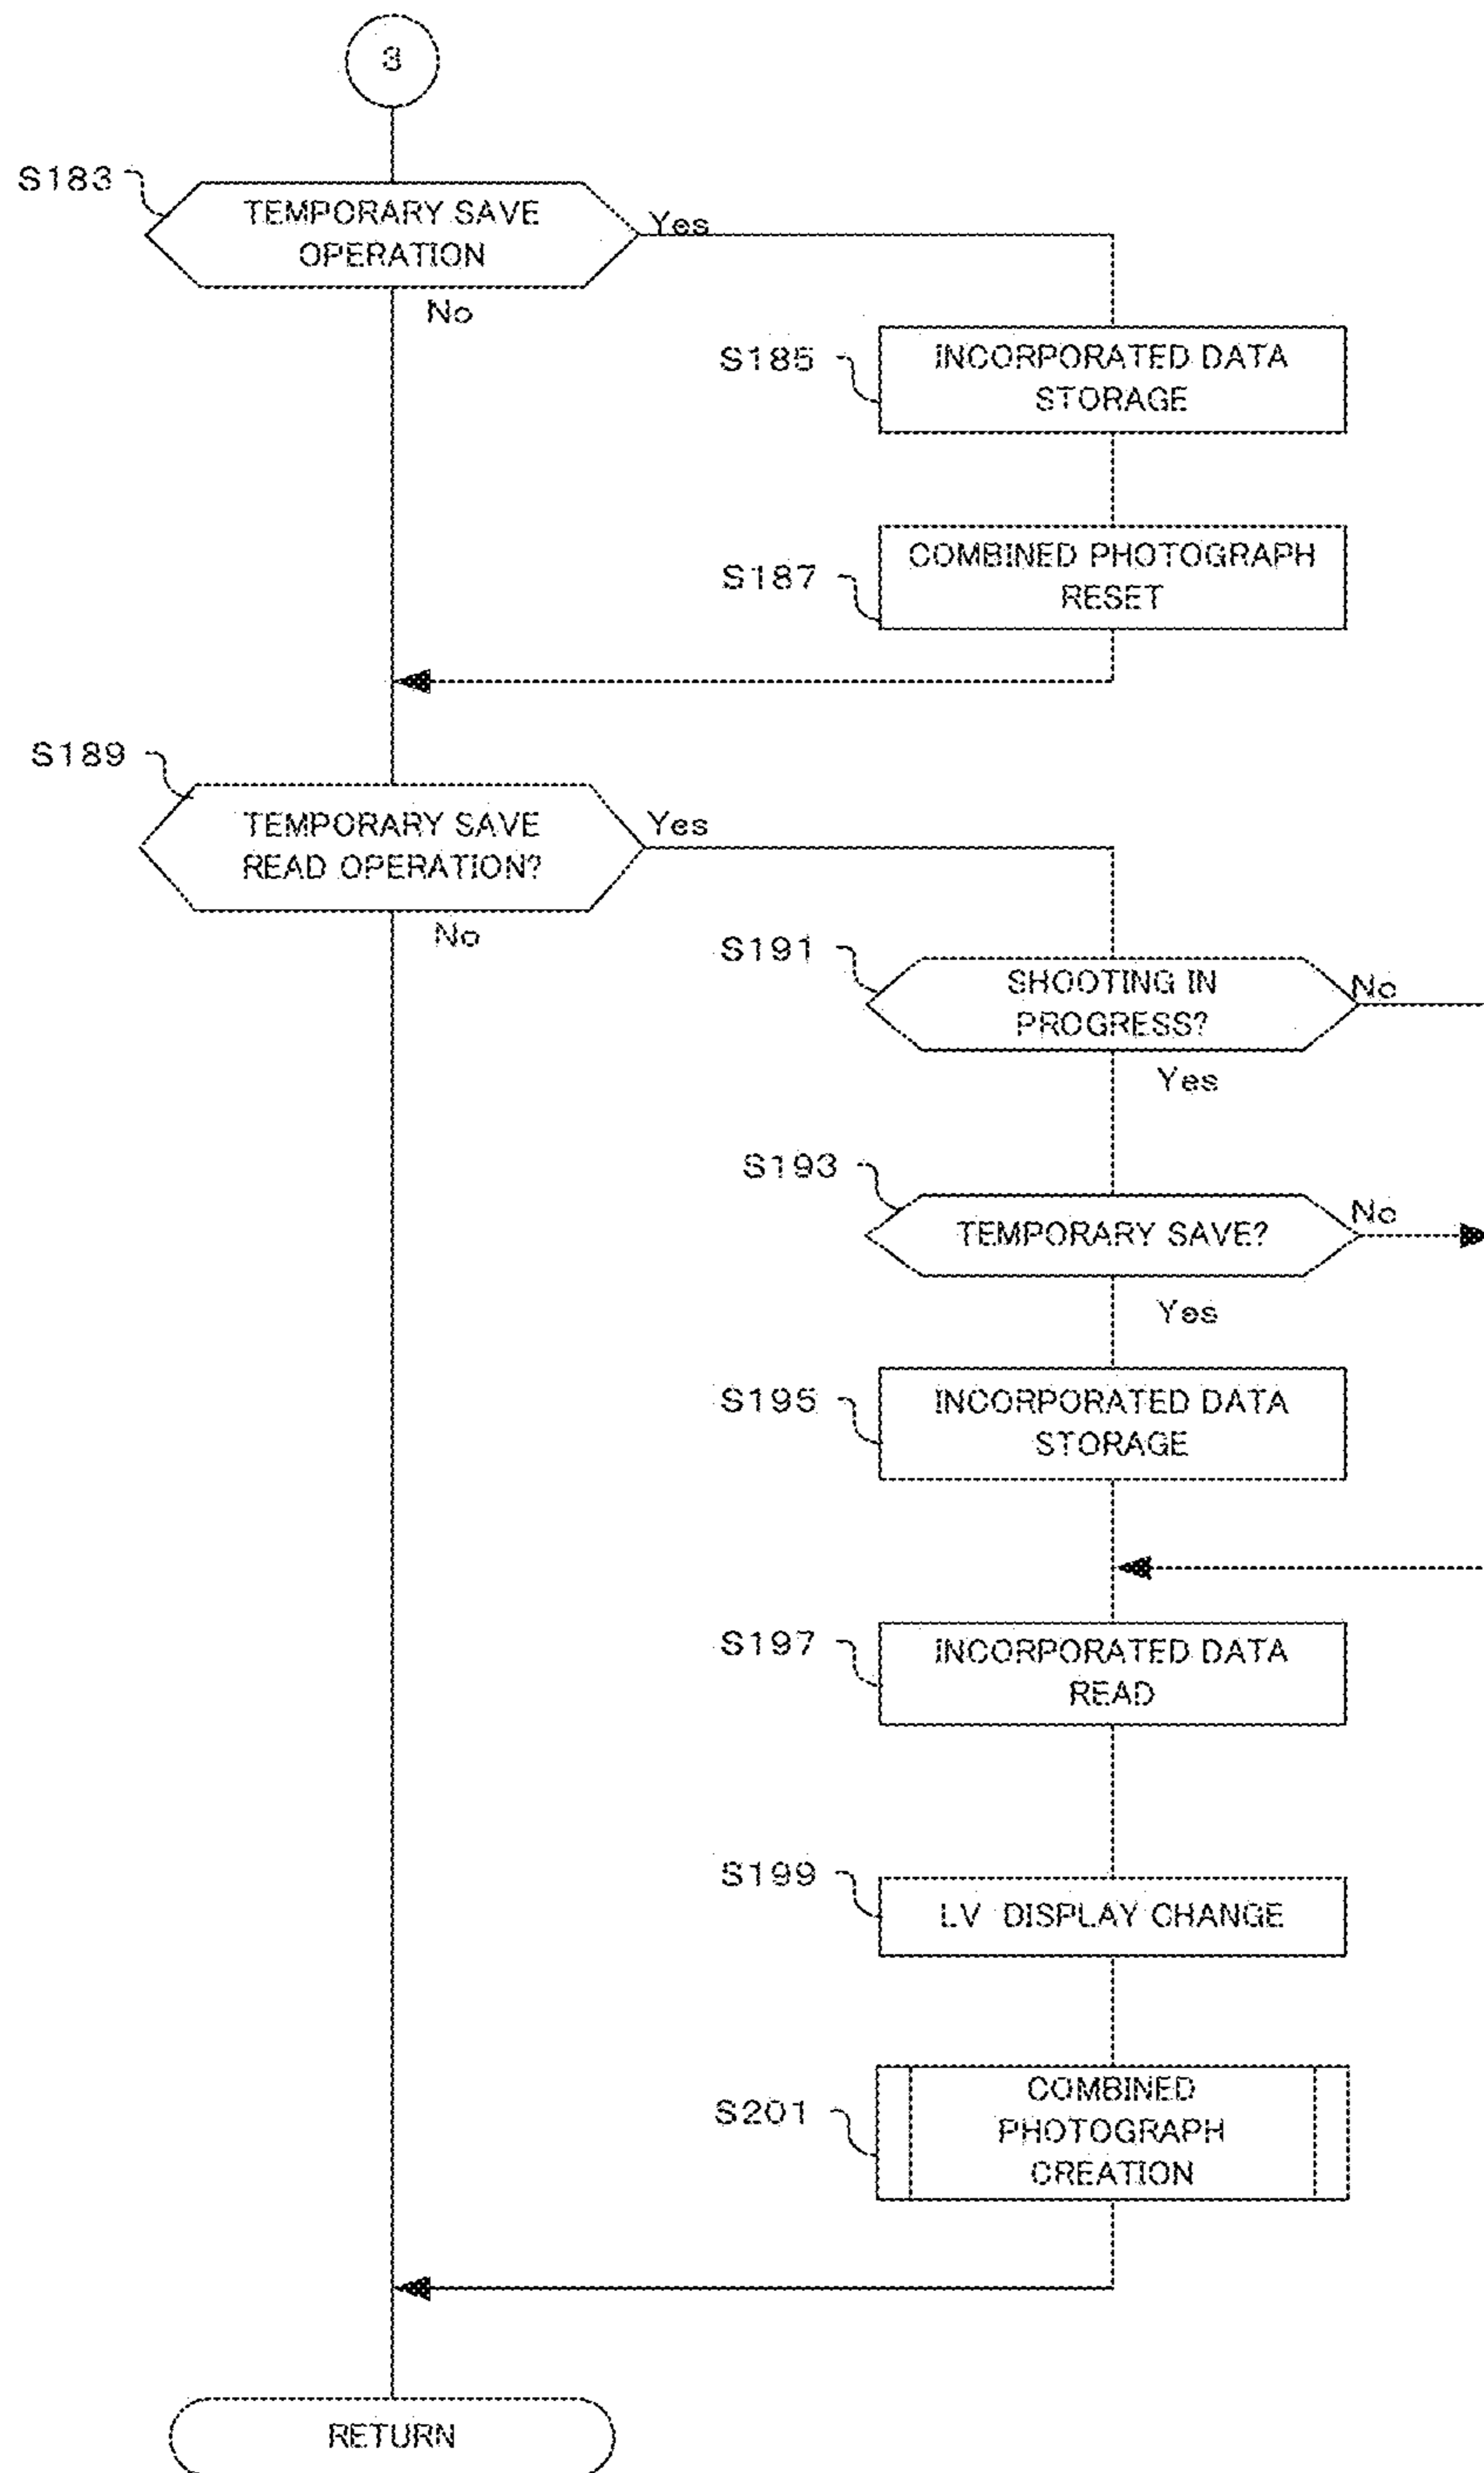 3
S183
TEMPORARY SAVE
OPERATION
Yes
No
S185
INCORPORATED DATA
STORAGE
S187
COMBINED PHOTOGRAPH
RESET
S189
TEMPORARY SAVE
READ OPERATION?
Yes
No
S191
SHOOTING IN
PROGRESS?
No
Yes
S193
TEMPORARY SAVE?
No
Yes
S195
INCORPORATED DATA
STORAGE
S197
INCORPORATED DATA
READ
S199
LV DISPLAY CHANGE
S201
COMBINED
PHOTOGRAPH
CREATION
RETURN